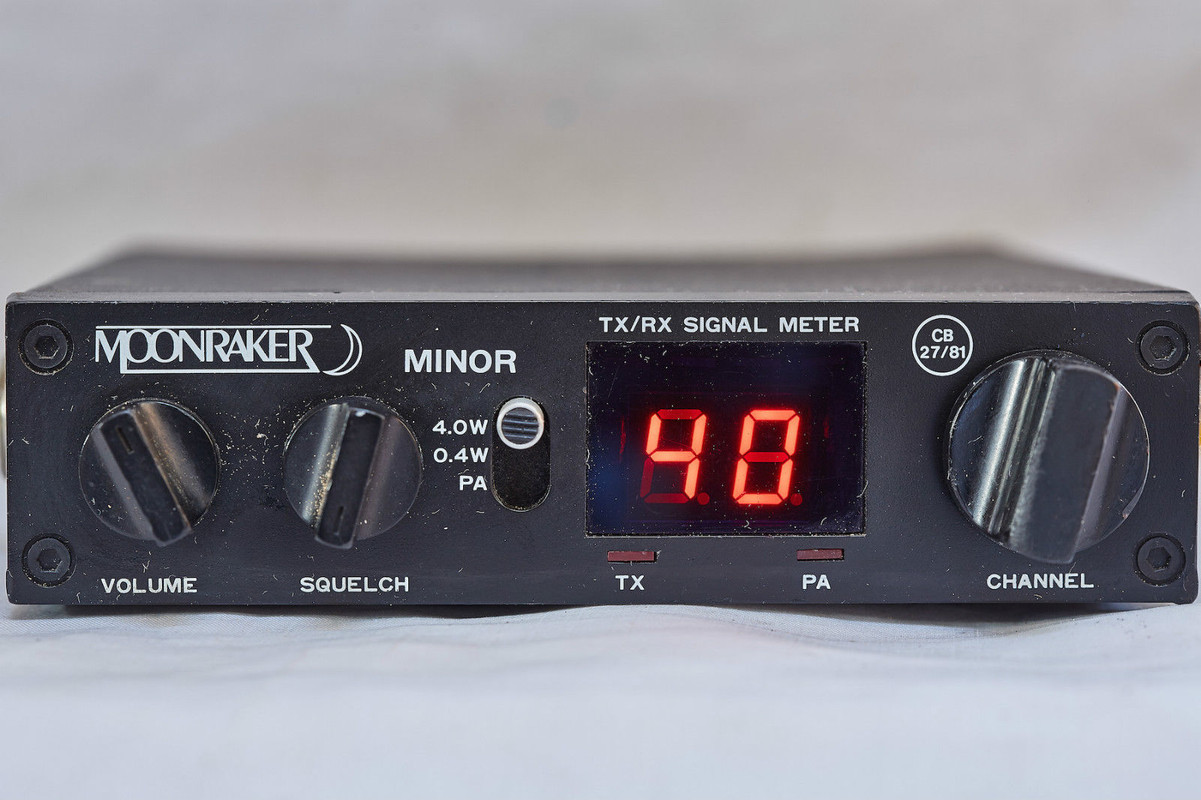 MOONRAKER
MINOR
4.0W
0.4W
PA
TX/RX SIGNAL METER
40
CB
27/81
VOLUME
SQUELCH
TX
PA
CHANNEL